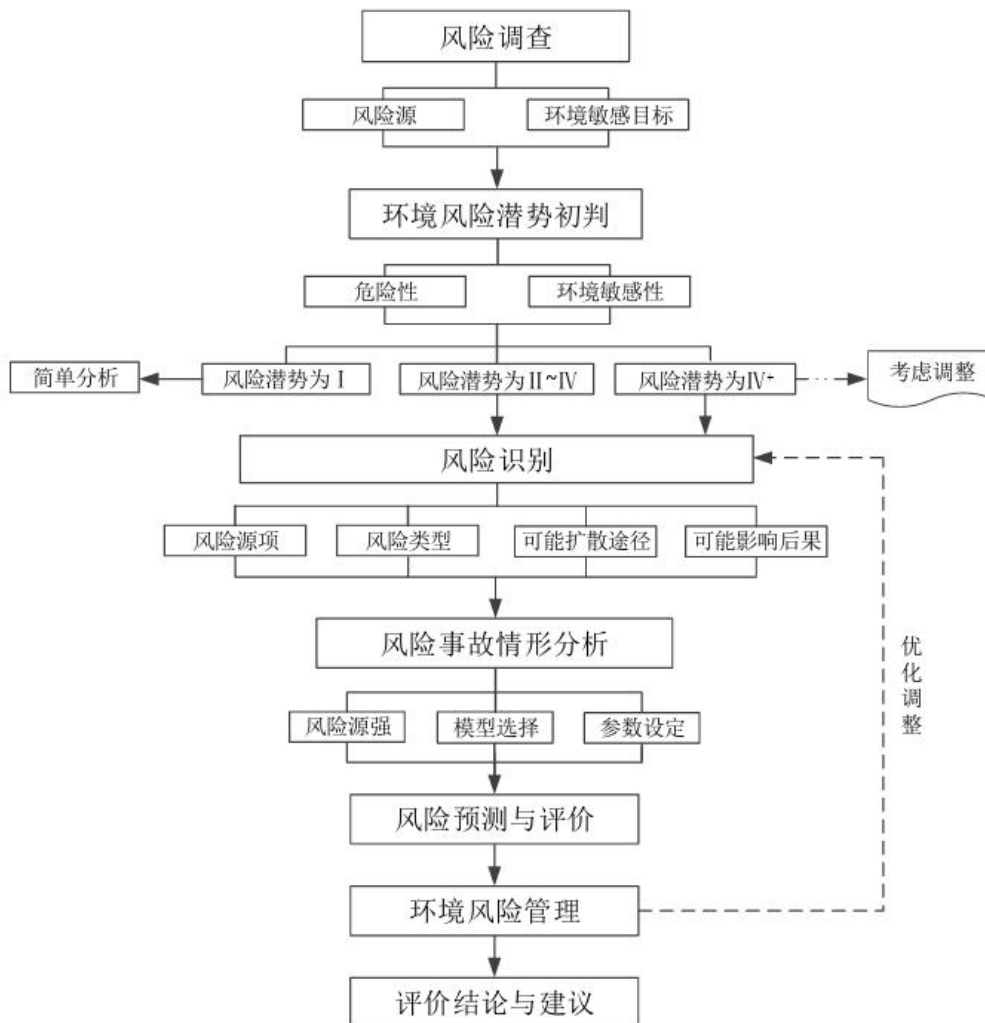 风险调查
风险源
环境敏感目标
环境风险潜势初判
危险性
环境敏感性
简单分析
风险潜势为Ⅰ
风险潜势为Ⅱ~Ⅳ
风险潜势为Ⅳ+
考虑调整
风险识别
风险源项
风险类型
可能扩散途径
可能影响后果
风险事故情形分析
优化调整
风险源强
模型选择
参数设定
风险预测与评价
环境风险管理
评价结论与建议